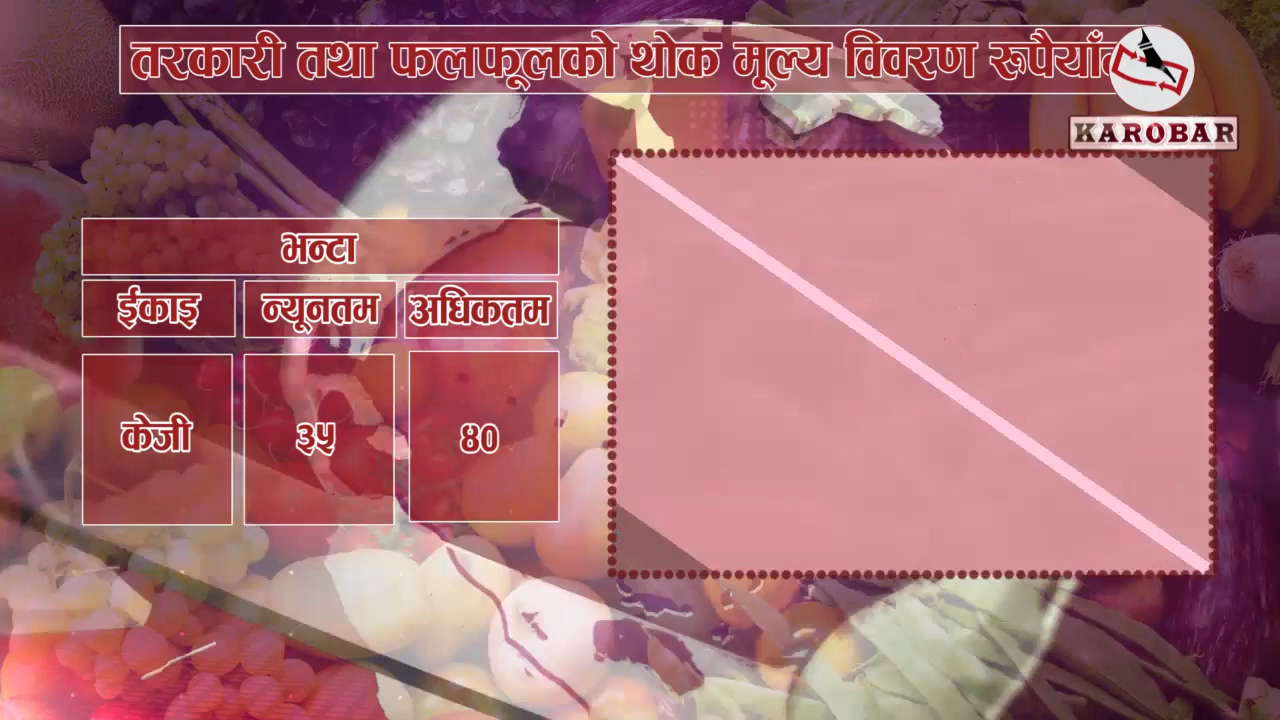 तरकारी तथा फलफूलको थोक मूल्य विवरण रूपैयाँ
KAROBAR
भन्टा
ईकाइ न्यूनतम अधिकतम
केजी ३५ ४०